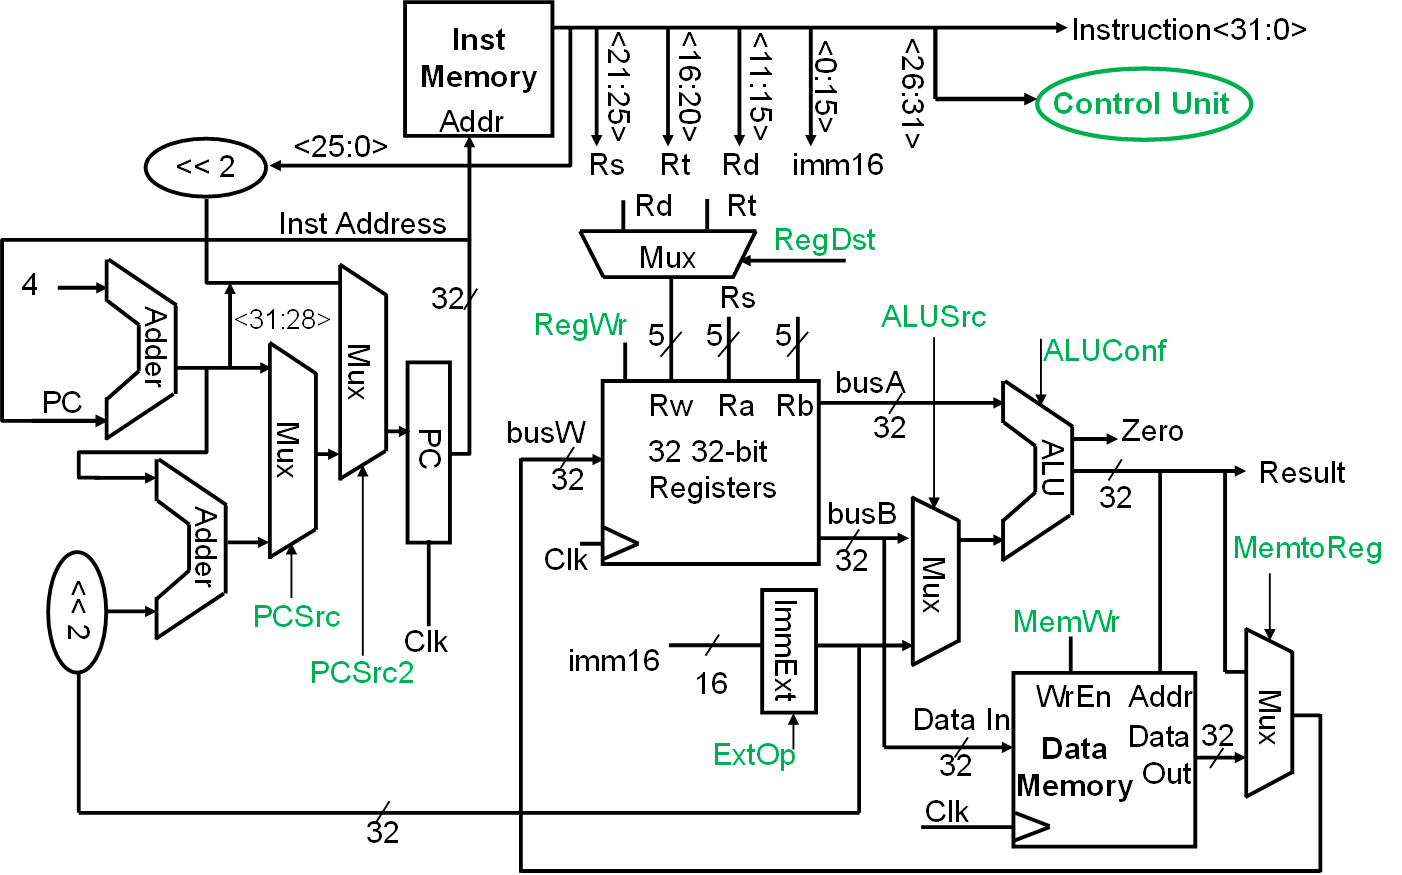 Inst
Memory
Addr
Instruction<31:0>
<21:25>
<16:20>
<11:15>
<0:15>
<26:31>
Control Unit
<25:0>
<< 2
Rs
Rt
Rd
imm16
Rd
Rt
Inst Address
Mux
RegDst
4
Adder
<31:28>
32
Mux
Rs
RegWr
5
5
5
ALUSrc
ALUConf
PC
Mux
PC
busW
32
Rw
Ra
Rb
32 32-bit
Registers
busA
32
ALU
Zero
32
Result
Adder
Clk
busB
32
Mux
MemtoReg
<< 2
PCSrc
PCSrc2
Clk
imm16
16
ImmExt
ExtOp
MemWr
WrEn
Addr
Data In
32
Data
Memory
Data
Out
32
Mux
Clk
32